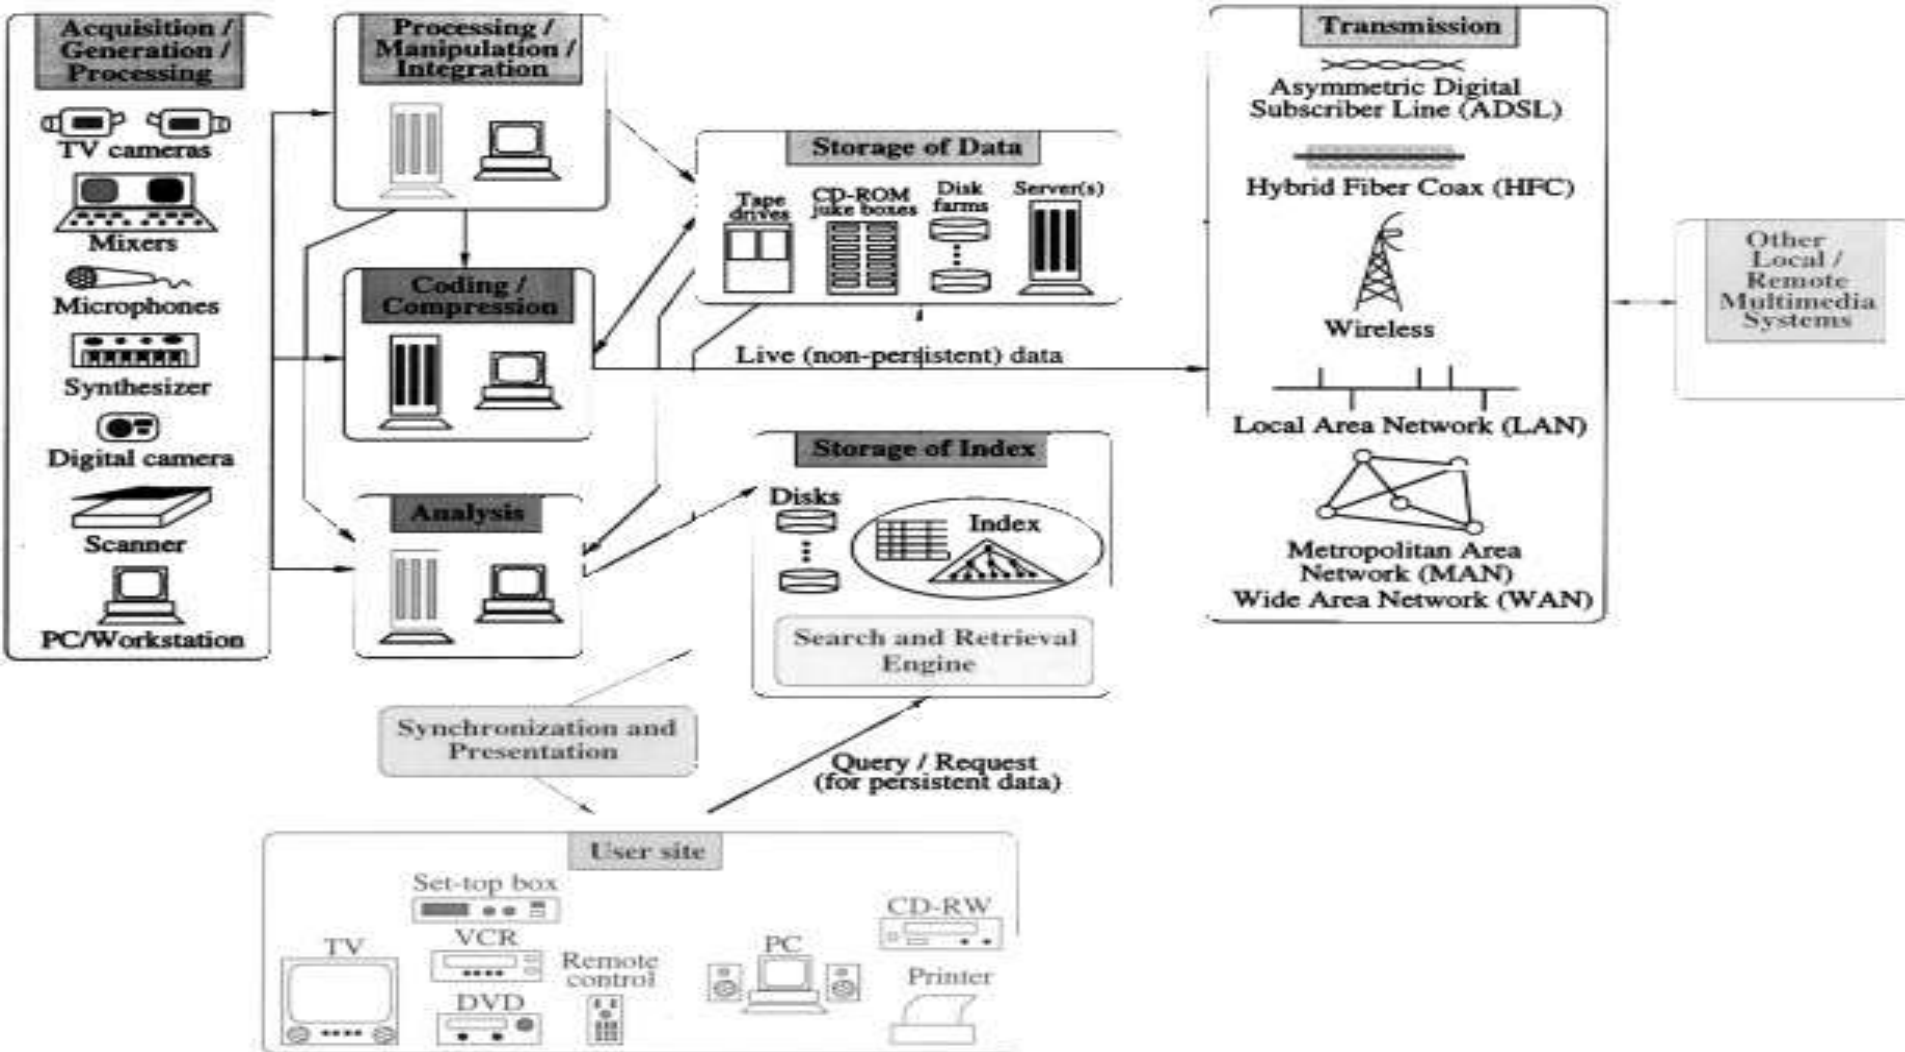 Acquisition /
Generation /
Processing
TV cameras
Mixers
Microphones
Synthesizer
Digital camera
Scanner
PC/Workstation
Processing /
Manipulation /
Integration
Coding /
Compression
Analysis
Storage of Data
Tape
drives
CD-ROM
juke boxes
Disk
farms
Server(s)
Live (non-persistent) data
Storage of Index
Disks
Index
Search and Retrieval
Engine
Transmission
Asymmetric Digital
Subscriber Line (ADSL)
Hybrid Fiber Coax (HFC)
Wireless
Local Area Network (LAN)
Metropolitan Area
Network (MAN)
Wide Area Network (WAN)
Other
Local /
Remote
Multimedia
Systems
Synchronization and
Presentation
Query / Request
(for persistent data)
User site
Set-top box
TV
VCR
DVD
Remote
control
PC
CD-RW
Printer